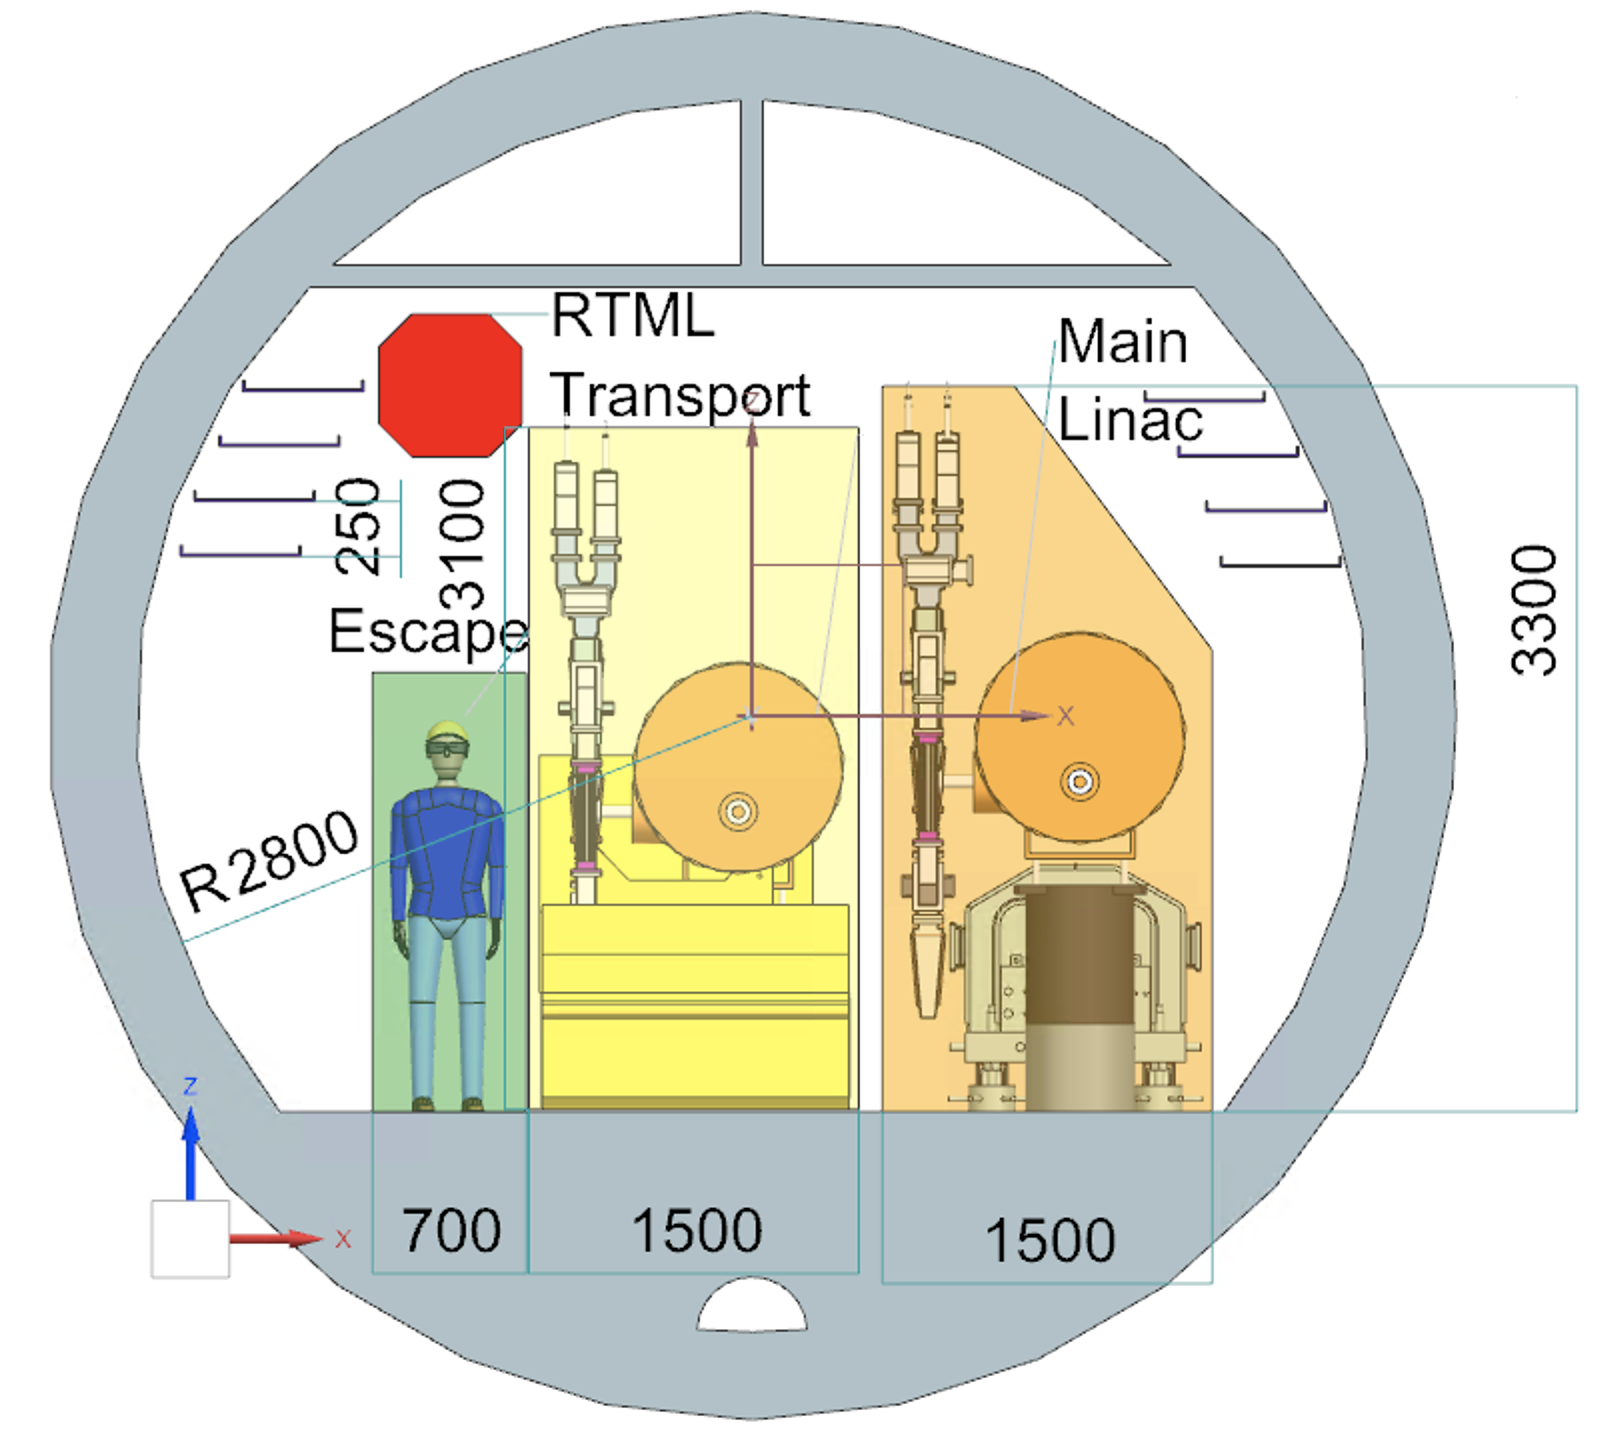 RTML
Main
Transport
Linac
Z
250
3100
3300
Escape
X
R2800
Z
X
700
1500
1500